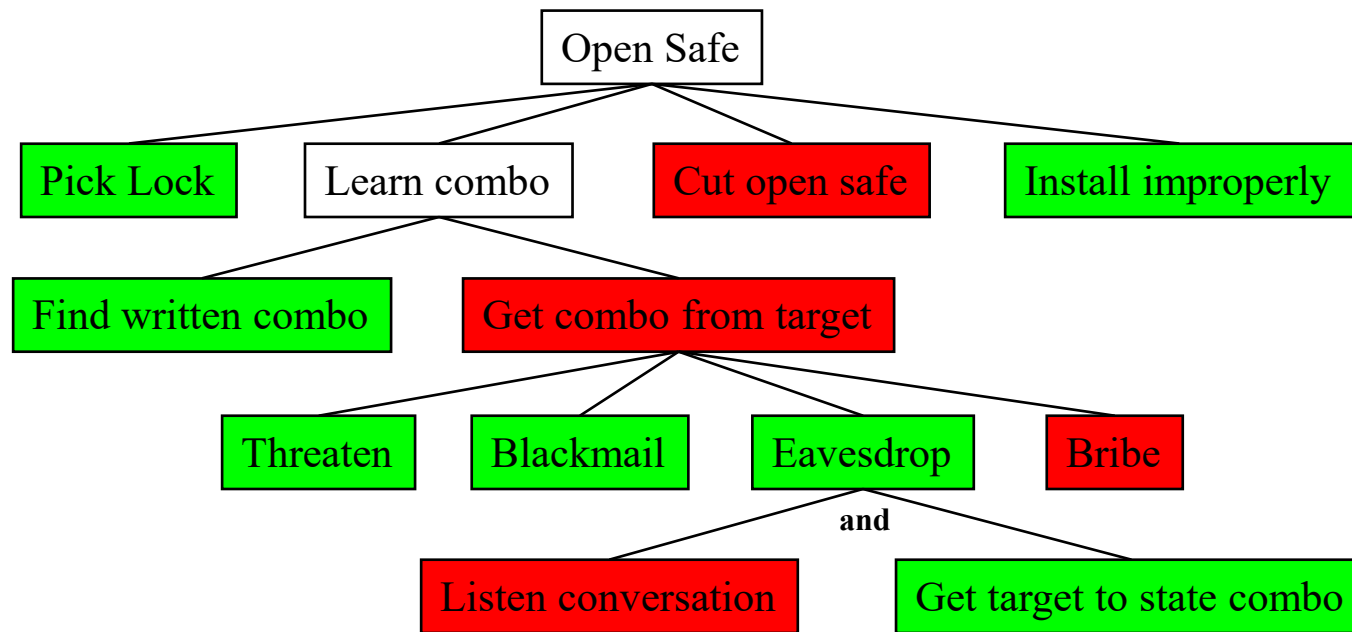 Open Safe
Pick Lock
Learn combo
Cut open safe
Install improperly
Find written combo
Get combo from target
Threaten
Blackmail
Eavesdrop
Bribe
and
Listen conversation
Get target to state combo